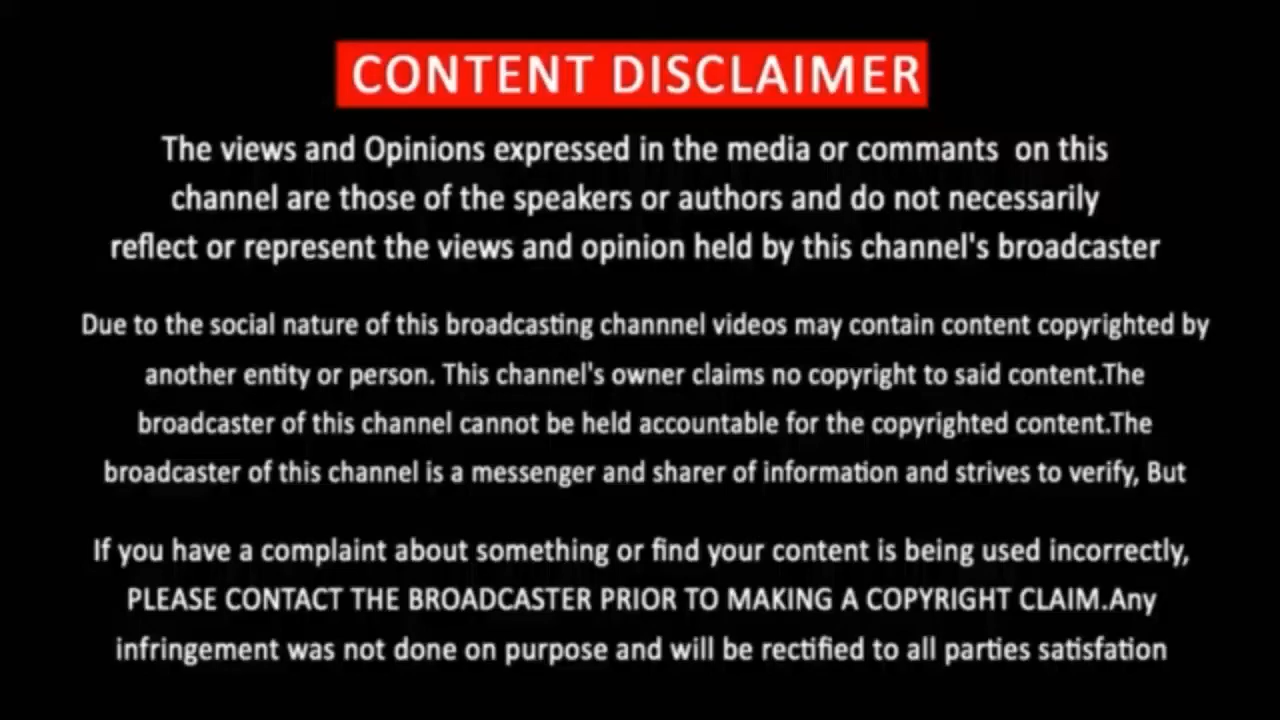 CONTENT DISCLAIMER
The views and Opinions expressed in the media or commants on this
channel are those of the speakers or authors and do not necessarily
reflect or represent the views and opinion held by this channel's broadcaster
Due to the social nature of this broadcasting channnel videos may contain content copyrighted by
another entity or person. This channel's owner claims no copyright to said content.The
broadcaster of this channel cannot be held accountable for the copyrighted content.The
broadcaster of this channel is a messenger and sharer of information and strives to verify, But
If you have a complaint about something or find your content is being used incorrectly,
PLEASE CONTACT THE BROADCASTER PRIOR TO MAKING A COPYRIGHT CLAIM.Any
infringement was not done on purpose and will be rectified to all parties satisfation